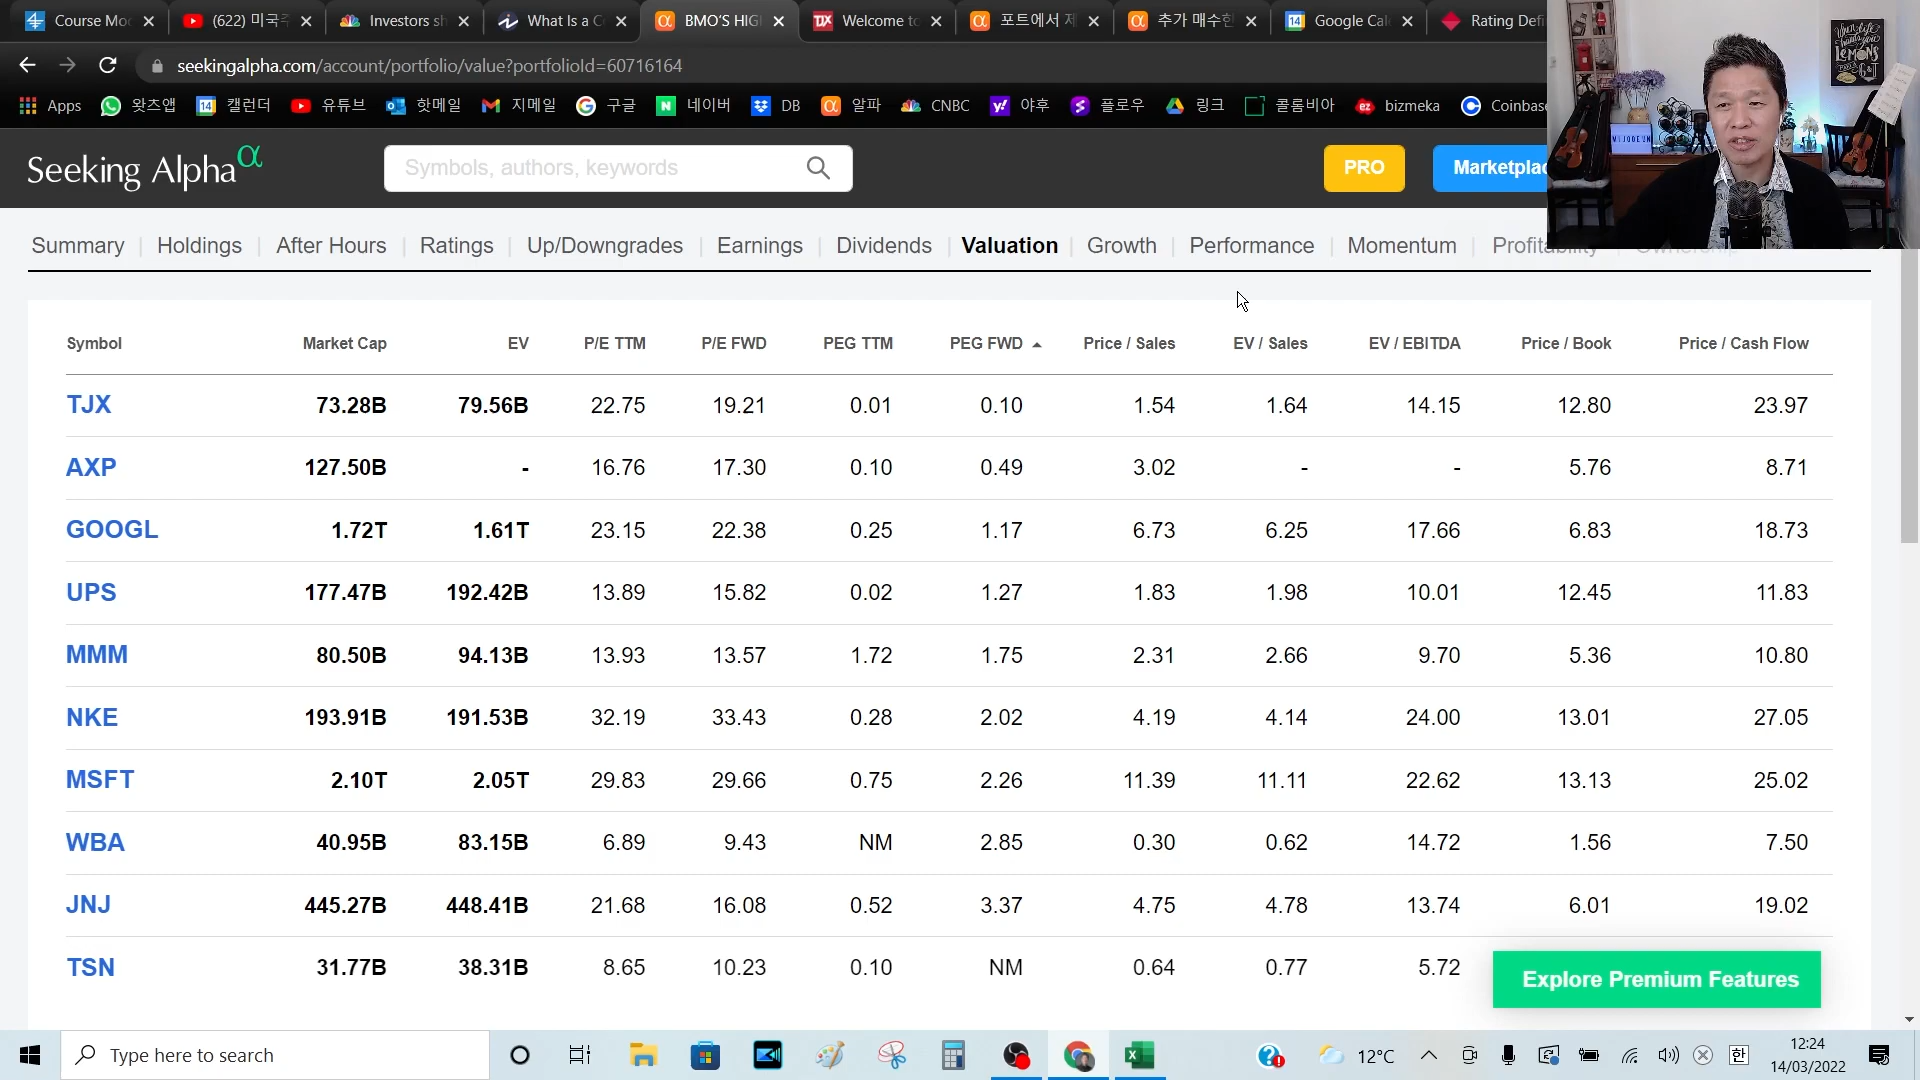 Course Mo
(622) 미국주
Investors sh
What Is a C
BMO'S HIG
Welcome to
포트에서 제
추가 매수한
Google Cal
Rating Defi
seekingalpha.com/account/portfolio/value?portfolioId=60716164
Apps 왓츠앱 캘린더 유튜브 핫메일 지메일 구글 네이버 DB 알파 CNBC 야후 플로우 링크 콜롬비아 bizmeka Coinbase
Seeking Alpha α
Symbols, authors, keywords
PRO
Marketplac
Summary Holdings After Hours Ratings Up/Downgrades Earnings Dividends Valuation Growth Performance Momentum Profitability Ownership
Symbol Market Cap EV P/E TTM P/E FWD PEG TTM PEG FWD Price / Sales EV / Sales EV / EBITDA Price / Book Price / Cash Flow
TJX 73.28B 79.56B 22.75 19.21 0.01 0.10 1.54 1.64 14.15 12.80 23.97
AXP 127.50B - 16.76 17.30 0.10 0.49 3.02 - - 5.76 8.71
GOOGL 1.72T 1.61T 23.15 22.38 0.25 1.17 6.73 6.25 17.66 6.83 18.73
UPS 177.47B 192.42B 13.89 15.82 0.02 1.27 1.83 1.98 10.01 12.45 11.83
MMM 80.50B 94.13B 13.93 13.57 1.72 1.75 2.31 2.66 9.70 5.36 10.80
NKE 193.91B 191.53B 32.19 33.43 0.28 2.02 4.19 4.14 24.00 13.01 27.05
MSFT 2.10T 2.05T 29.83 29.66 0.75 2.26 11.39 11.11 22.62 13.13 25.02
WBA 40.95B 83.15B 6.89 9.43 NM 2.85 0.30 0.62 14.72 1.56 7.50
JNJ 445.27B 448.41B 21.68 16.08 0.52 3.37 4.75 4.78 13.74 6.01 19.02
TSN 31.77B 38.31B 8.65 10.23 0.10 NM 0.64 0.77 5.72
Explore Premium Features
Type here to search
12°C
한
12:24
14/03/2022